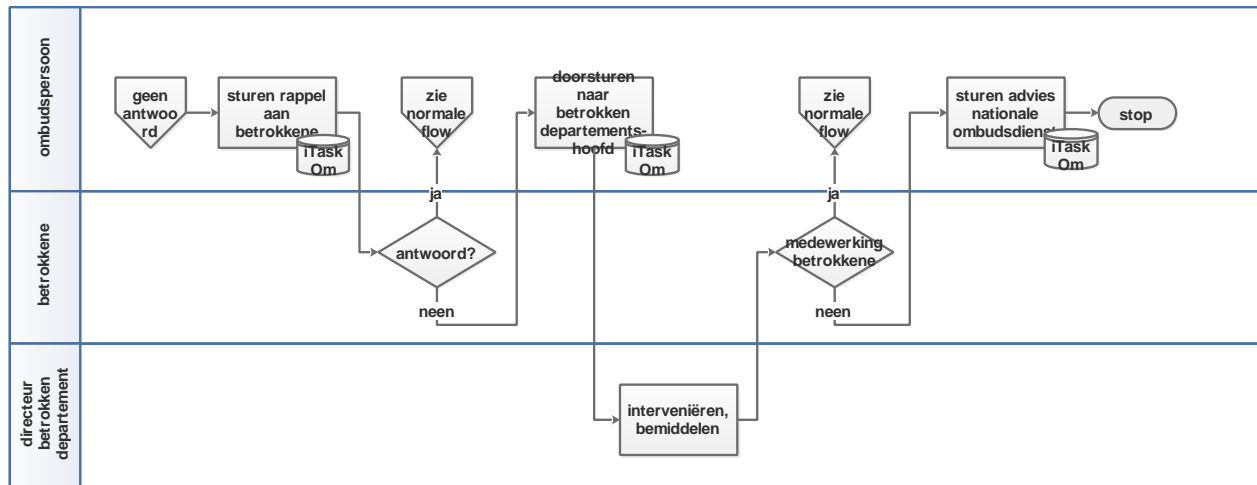 ombudspersoon
geen
antwoo
rd
sturen rappel
aan
betrokkene
iTask
Om
zie
normale
flow
doorsturen
naar
betrokken
departements-
hoofd
iTask
Om
zie
normale
flow
sturen advies
nationale
ombudsdienst
iTask
Om
stop
betrokkene
ja
antwoord?
neen
ja
medewerking
betrokkene
neen
directeur
betrokken
departement
interveniëren,
bemiddelen